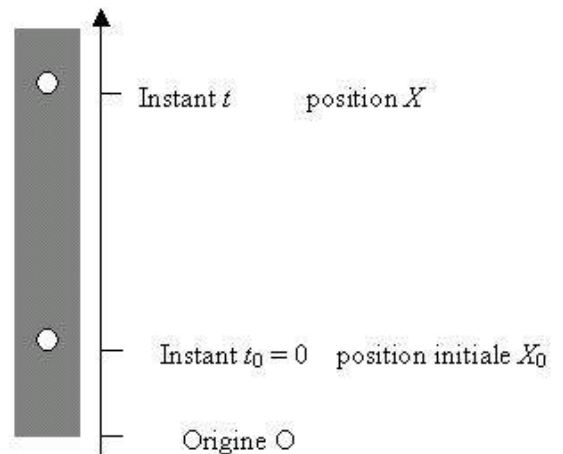 Instant t position X
Instant t₀ = 0 position initiale X₀
Origine O